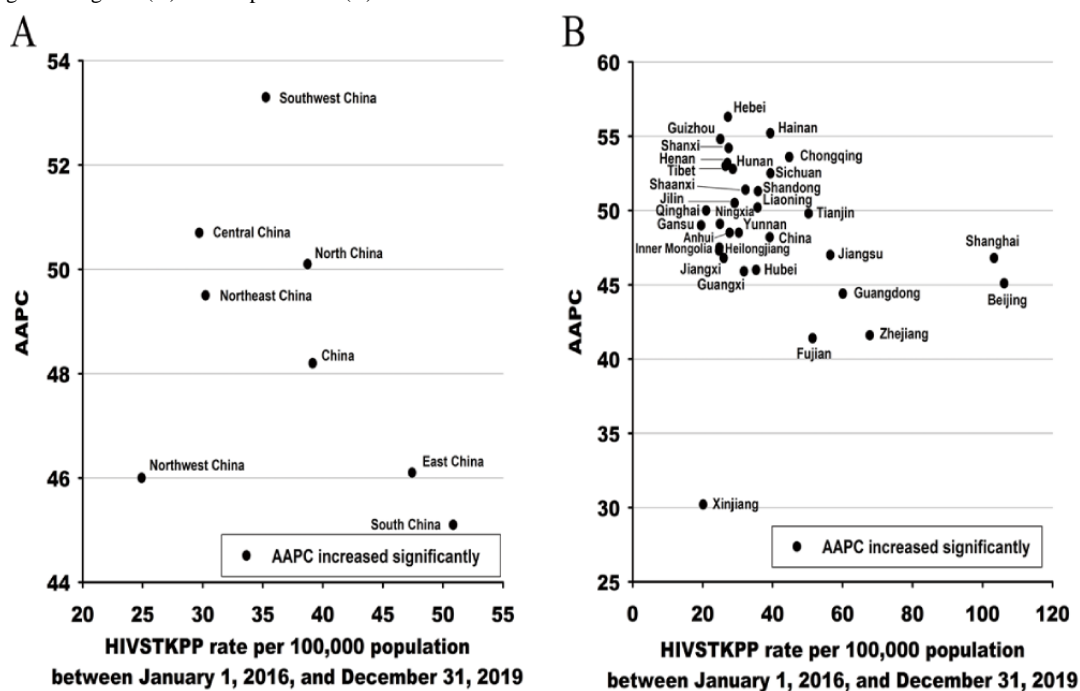 A
54
52
50
48
46
44
AAPC
Southwest China
Central China
North China
Northeast China
China
Northwest China
East China
South China
AAPC increased significantly
20 25 30 35 40 45 50 55
HIVSTKPP rate per 100,000 population
between January 1, 2016, and December 31, 2019
B
60
55
50
45
40
35
30
25
AAPC
Hebei
Guizhou
Hainan
Shanxi
Henan
Hunan
Chongqing
Tibet
Sichuan
Shaanxi
Shandong
Jilin
Liaoning
Qinghai
Ningxia
Tianjin
Gansu
Yunnan
Anhui
China
Shanghai
Inner Mongolia
Heilongjiang
Jiangsu
Jiangxi
Hubei
Guangxi
Guangdong
Beijing
Zhejiang
Fujian
Xinjiang
AAPC increased significantly
0 20 40 60 80 100 120
HIVSTKPP rate per 100,000 population
between January 1, 2016, and December 31, 2019